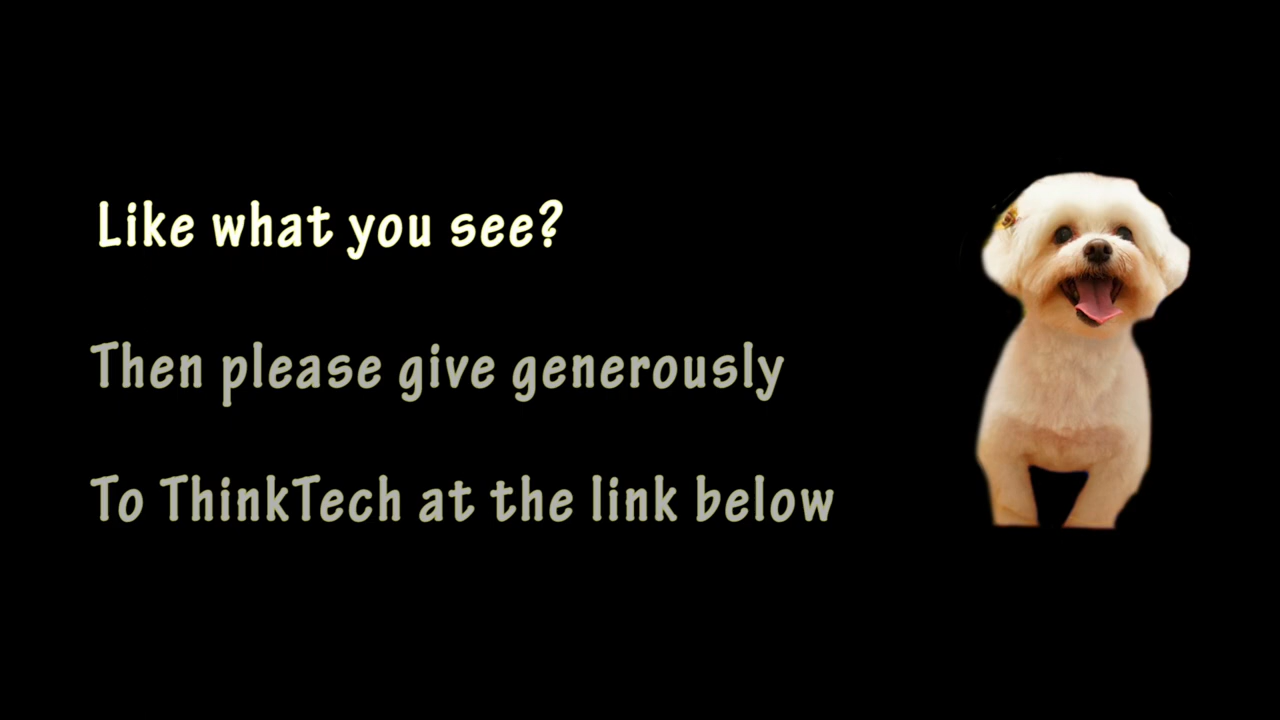 Like what you see?
Then please give generously
To ThinkTech at the link below